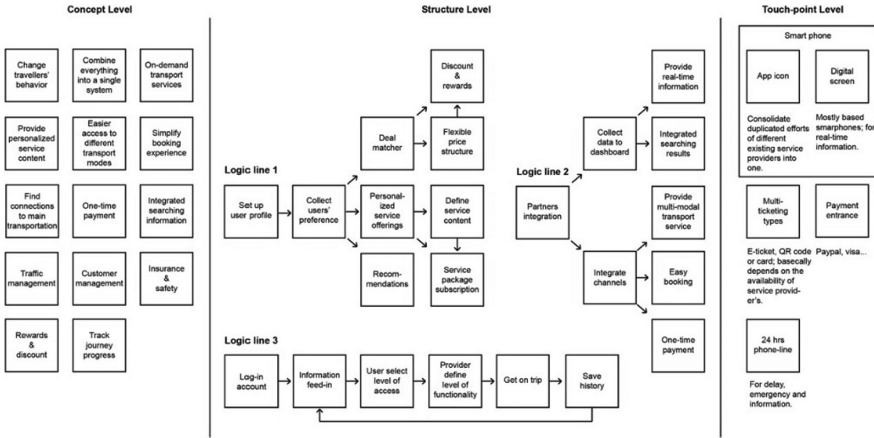 Concept Level
Structure Level
Touch-point Level
Change
travellers'
behavior
Combine
everything
into a single
system
On-demand
transport
services
Provide
personalized
service
content
Easier
access to
different
transport
modes
Simplify
booking
experience
Find
connections
to main
transportation
One-time
payment
Integrated
searching
information
Traffic
management
Customer
management
Insurance
&
safety
Rewards
&
discount
Track
journey
progress
Logic line 1
Set up
user profile
Collect
users'
preference
Deal
matcher
Discount
&
rewards
Flexible
price
structure
Personal-
ized
service
offerings
Define
service
content
Recom-
mendations
Service
package
subscription
Logic line 2
Partners
integration
Collect
data to
dashboard
Provide
real-time
information
Integrated
searching
results
Provide
multi-modal
transport
service
Integrate
channels
Easy
booking
One-time
payment
Logic line 3
Log-in
account
Information
feed-in
User select
level of
access
Provider
define
level of
functionality
Get on trip
Save
history
Smart phone
App icon
Digital
screen
Consolidate
duplicated efforts
of different
existing service
providers into
one.
Mostly based
smarphones; for
real-time
information.
Multi-
ticketing
types
Payment
entrance
E-ticket, QR code
or card; basecally
depends on the
availability of
service provid-
er's.
Paypal, visa...
24 hrs
phone-line
For delay,
emergency and
information.